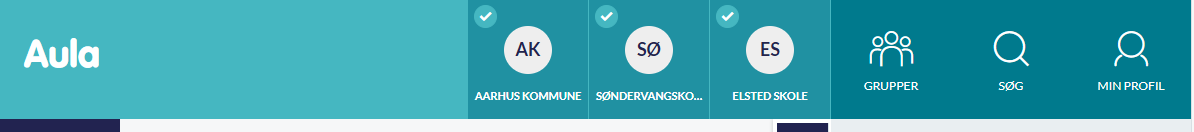 Aula
AK
SØ
ES
AARHUS KOMMUNE
SØNDERVANGSKO...
ELSTED SKOLE
GRUPPER
SØG
MIN PROFIL